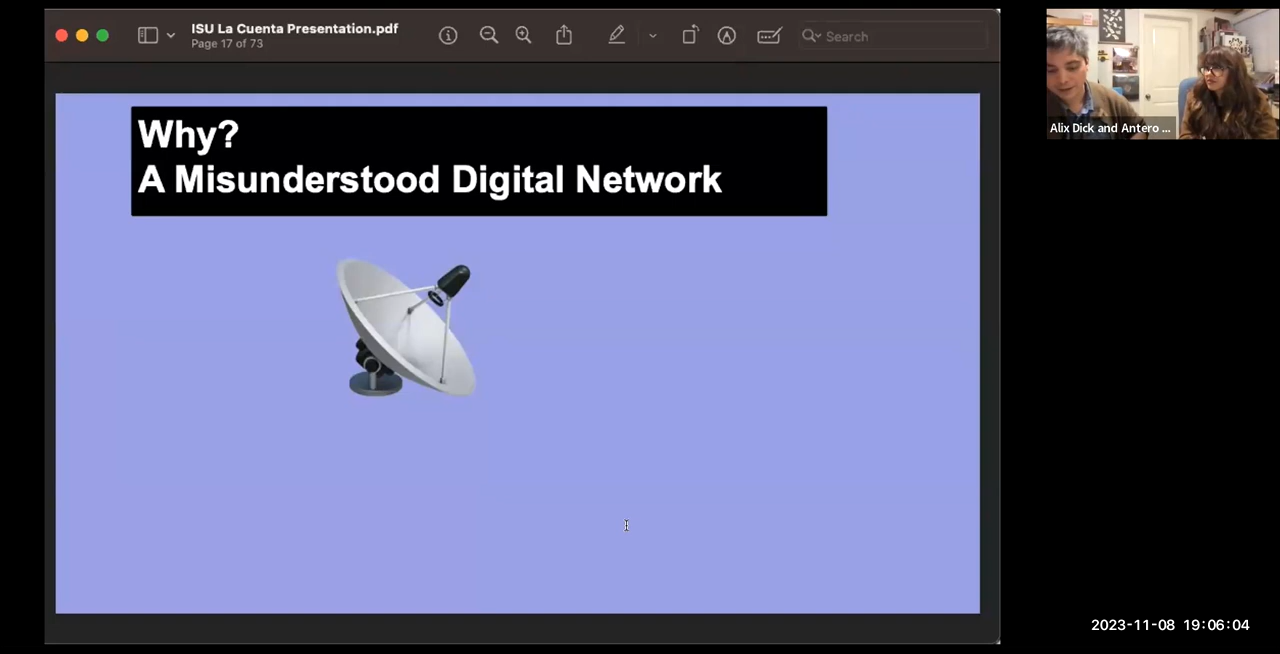 ISU La Cuenta Presentation.pdf
Page 17 of 73
Search
Why?
A Misunderstood Digital Network
Alix Dick and Antero ...
2023-11-08 19:06:04